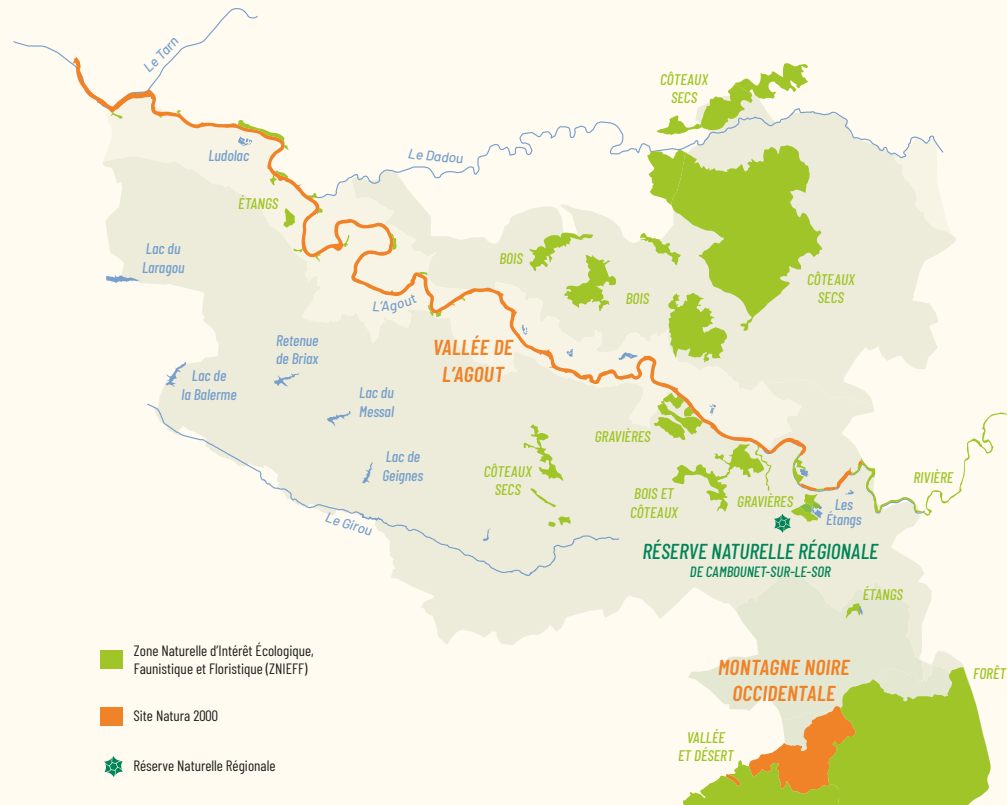 Le Tarn
CÔTEAUX
SECS
Ludolac
Le Dadou
ÉTANGS
BOIS
Lac du
Laragou
CÔTEAUX
SECS
BOIS
L'Agout
VALLÉE DE
L'AGOUT
Retenue
de Briax
Lac de
la Balerme
Lac du
Messal
GRAVIÈRES
Lac de
Geignes
CÔTEAUX
SECS
RIVIÈRE
BOIS ET
CÔTEAUX
GRAVIÈRES
Les
Étangs
Le Girou
RÉSERVE NATURELLE RÉGIONALE
DE CAMBOUNET-SUR-LE-SOR
ÉTANGS
Zone Naturelle d'Intérêt Écologique,
Faunistique et Floristique (ZNIEFF)
MONTAGNE NOIRE
OCCIDENTALE
FORÊT
Site Natura 2000
VALLÉE
ET DÉSERT
Réserve Naturelle Régionale